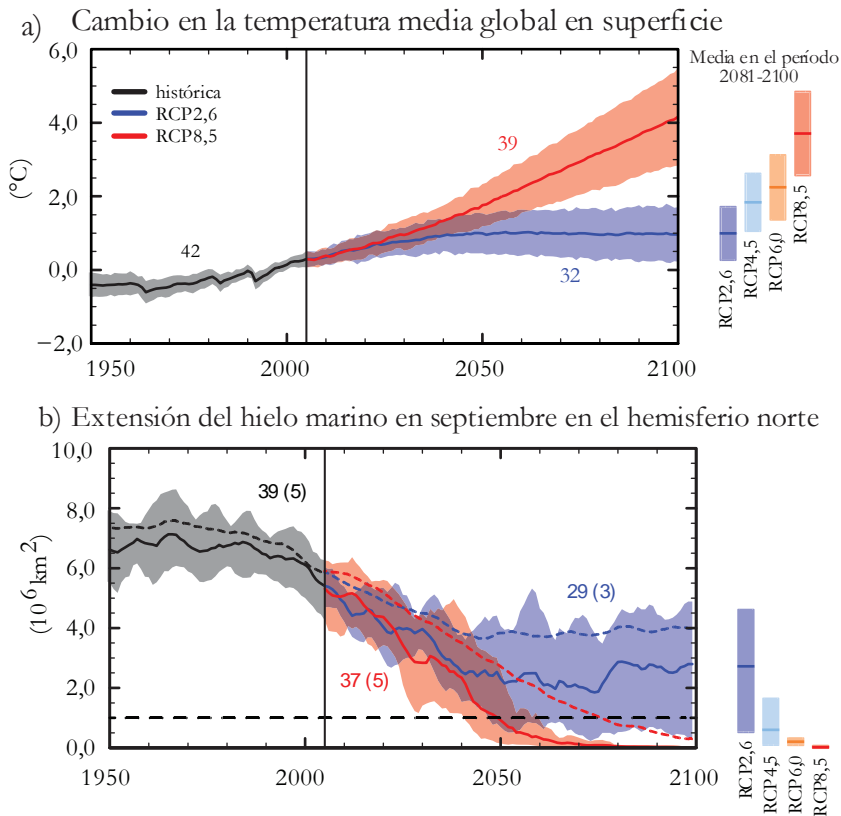 a) Cambio en la temperatura media global en superficie
Media en el período
2081-2100
(°C)
6,0
4,0
2,0
0,0
−2,0
histórica
RCP2,6
RCP8,5
42
39
32
1950
2000
2050
2100
RCP2,6
RCP4,5
RCP6,0
RCP8,5
b) Extensión del hielo marino en septiembre en el hemisferio norte
(10⁶ km²)
10,0
8,0
6,0
4,0
2,0
0,0
39 (5)
29 (3)
37 (5)
1950
2000
2050
2100
RCP2,6
RCP4,5
RCP6,0
RCP8,5